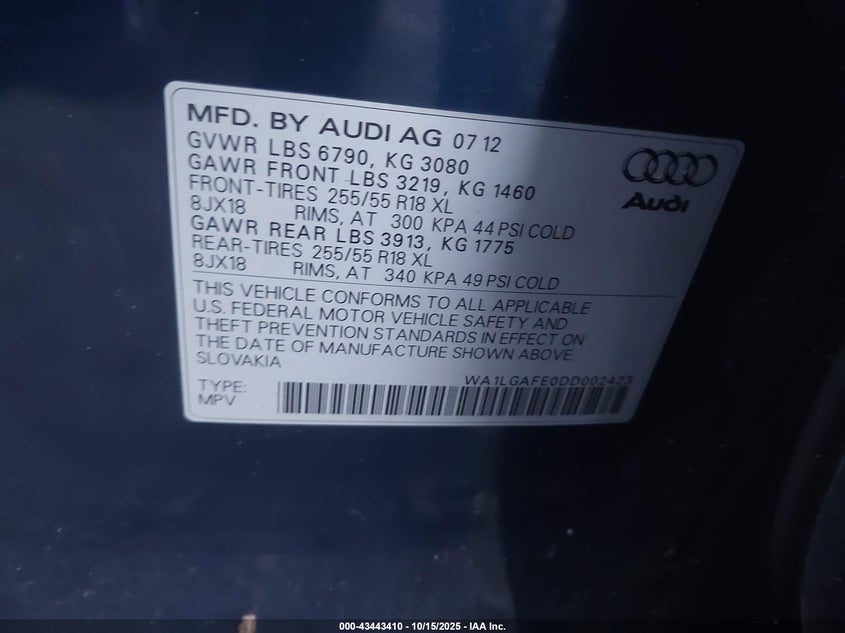 MFD. BY AUDI AG 07 12
GVWR LBS 6790, KG 3080
GAWR FRONT LBS 3219, KG 1460
FRONT-TIRES 255/55 R18 XL
8JX18 RIMS, AT 300 KPA 44 PSI COLD
GAWR REAR LBS 3913, KG 1775
REAR-TIRES 255/55 R18 XL
8JX18 RIMS, AT 340 KPA 49 PSI COLD
Audi
THIS VEHICLE CONFORMS TO ALL APPLICABLE
U.S. FEDERAL MOTOR VEHICLE SAFETY AND
THEFT PREVENTION STANDARDS IN EFFECT ON
THE DATE OF MANUFACTURE SHOWN ABOVE.
SLOVAKIA
TYPE: WA1LGAFE0DD002423
MPV
000-43443410 - 10/15/2025 - IAA Inc.